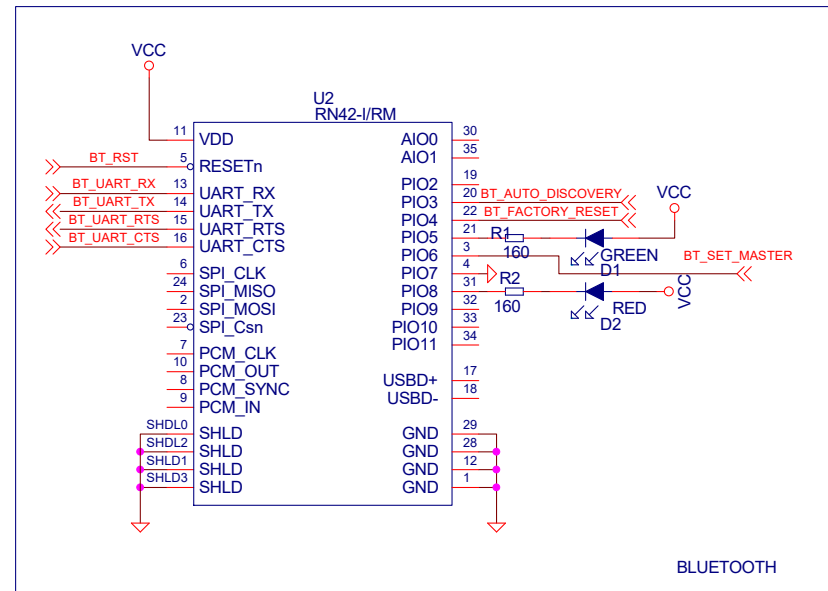 VCC
U2
RN42-I/RM
11 VDD
BT_RST 5 RESETn
BT_UART_RX 13 UART_RX
BT_UART_TX 14 UART_TX
BT_UART_RTS 15 UART_RTS
BT_UART_CTS 16 UART_CTS
6 SPI_CLK
24 SPI_MISO
2 SPI_MOSI
23 SPI_Csn
7 PCM_CLK
10 PCM_OUT
8 PCM_SYNC
9 PCM_IN
SHDL0 SHLD
SHDL2 SHLD
SHLD1 SHLD
SHLD3 SHLD
AIO0 30
AIO1 35
PIO2 19
PIO3 20 BT_AUTO_DISCOVERY
PIO4 22 BT_FACTORY_RESET
VCC
PIO5 21 R1 160 GREEN D1
PIO6 3 BT_SET_MASTER
PIO7 4
PIO8 31 R2 160 RED D2 VCC
PIO9 32
PIO10 33
PIO11 34
USBD+ 17
USBD- 18
GND 29
GND 28
GND 12
GND 1
BLUETOOTH